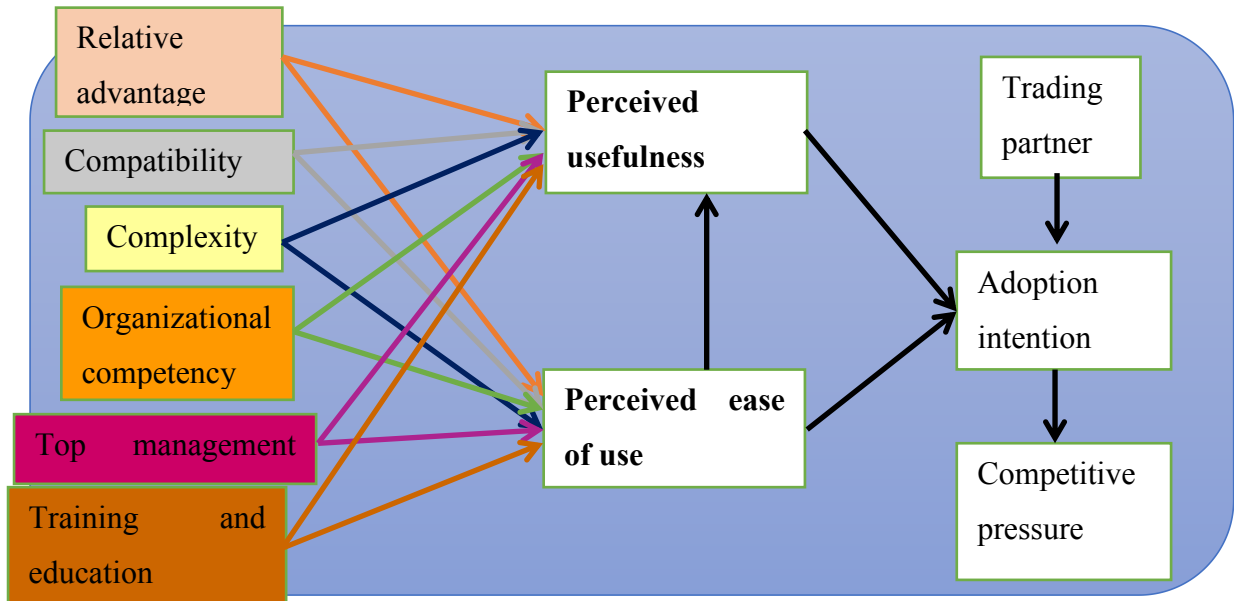 Relative
advantage
Compatibility
Complexity
Organizational
competency
Top management
Training and
education
Perceived
usefulness
Perceived ease
of use
Trading
partner
Adoption
intention
Competitive
pressure